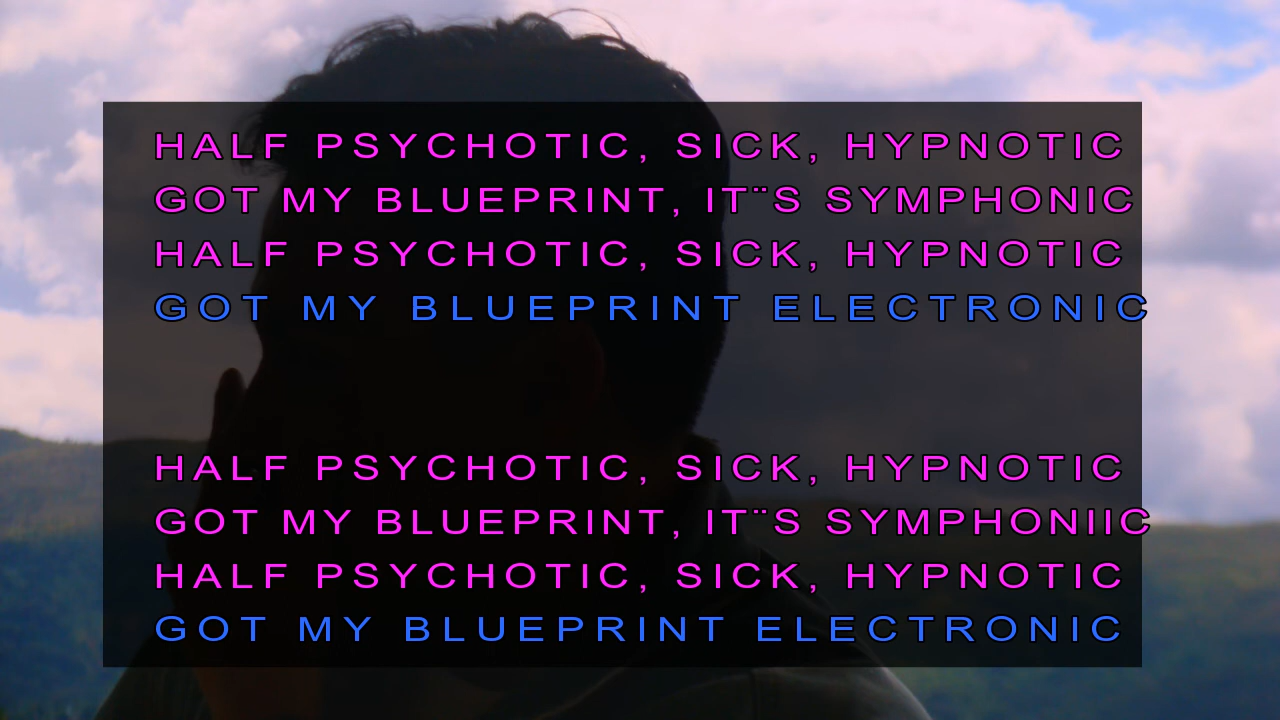 HALF PSYCHOTIC, SICK, HYPNOTIC
GOT MY BLUEPRINT, IT¨S SYMPHONIC
HALF PSYCHOTIC, SICK, HYPNOTIC
GOT MY BLUEPRINT ELECTRONIC
HALF PSYCHOTIC, SICK, HYPNOTIC
GOT MY BLUEPRINT, IT¨S SYMPHONIIC
HALF PSYCHOTIC, SICK, HYPNOTIC
GOT MY BLUEPRINT ELECTRONIC